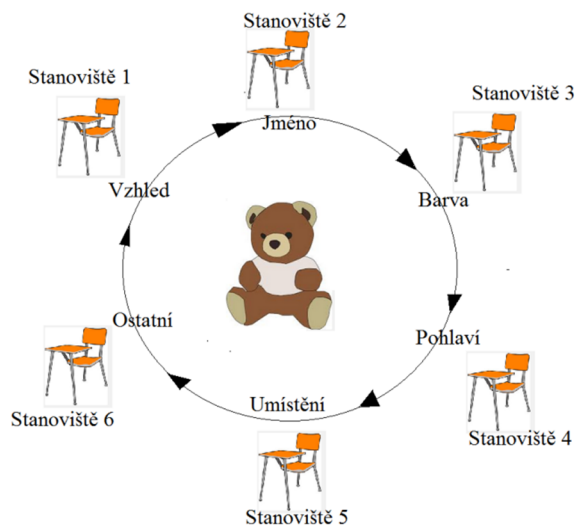 Stanoviště 1
Vzhled
Stanoviště 2
Jméno
Stanoviště 3
Barva
Stanoviště 4
Pohlaví
Stanoviště 5
Umístění
Stanoviště 6
Ostatní